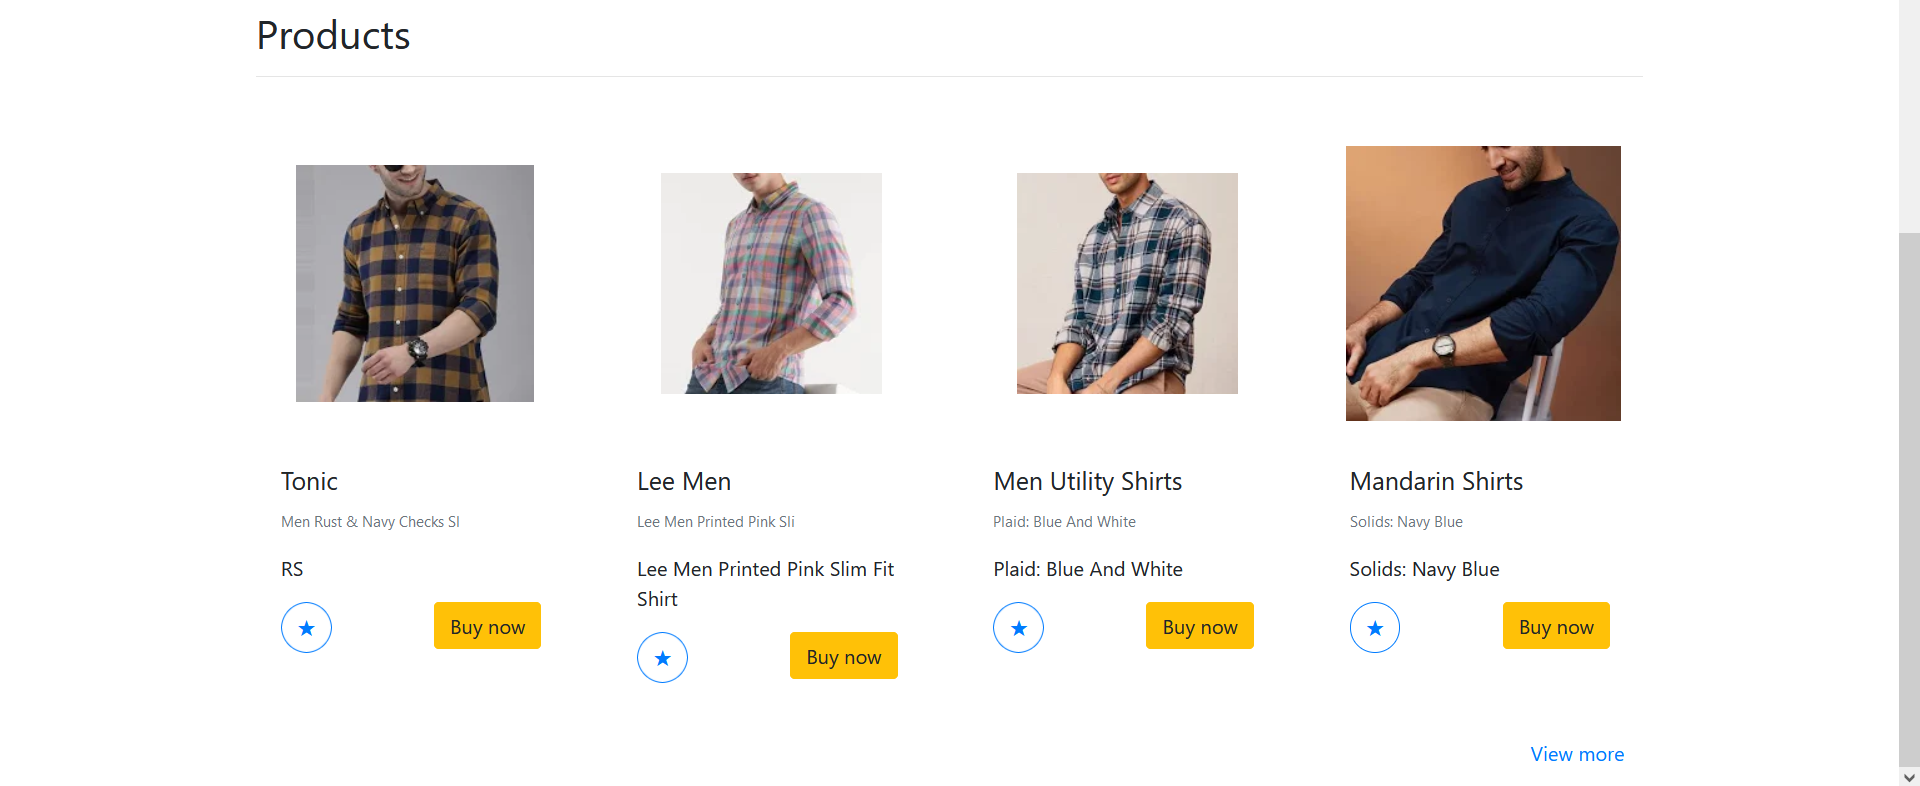 Products
Tonic
Men Rust & Navy Checks Sl
RS
Buy now
Lee Men
Lee Men Printed Pink Sli
Lee Men Printed Pink Slim Fit
Shirt
Buy now
Men Utility Shirts
Plaid: Blue And White
Plaid: Blue And White
Buy now
Mandarin Shirts
Solids: Navy Blue
Solids: Navy Blue
Buy now
View more